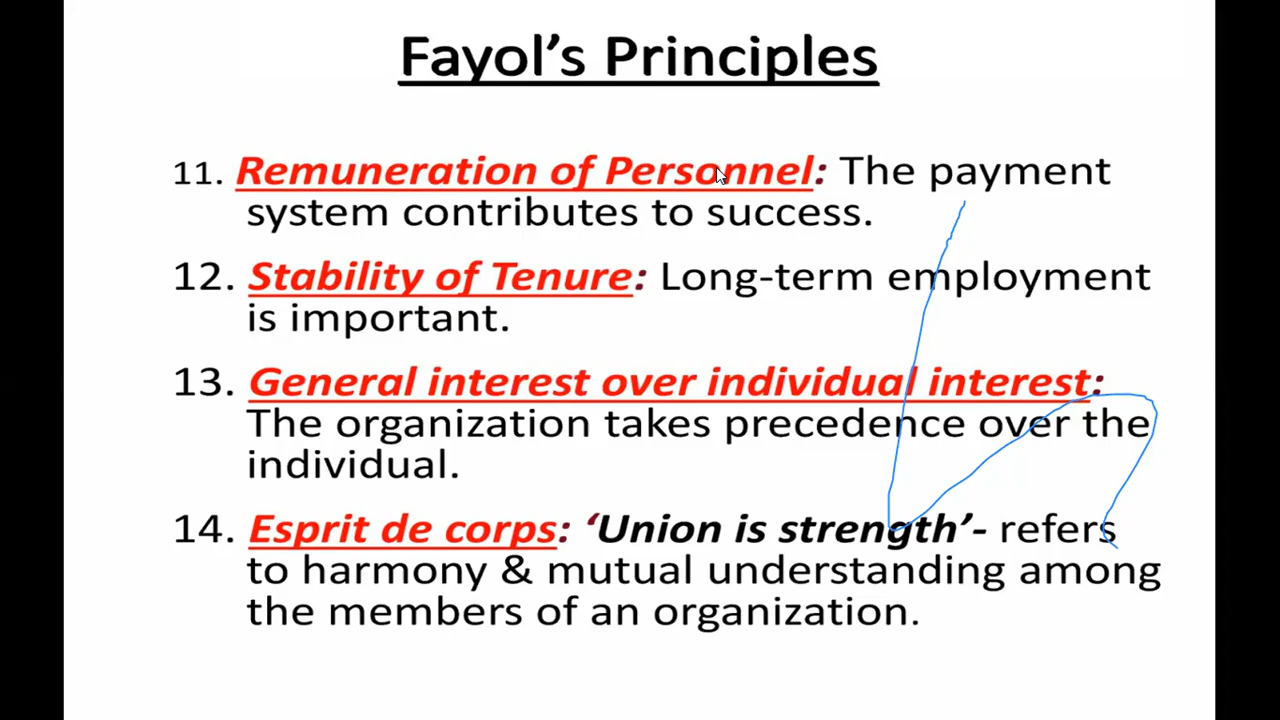 Fayol’s Principles
11. Remuneration of Personnel: The payment
system contributes to success.
12. Stability of Tenure: Long-term employment
is important.
13. General interest over individual interest:
The organization takes precedence over the
individual.
14. Esprit de corps: ‘Union is strength’- refers
to harmony & mutual understanding among
the members of an organization.